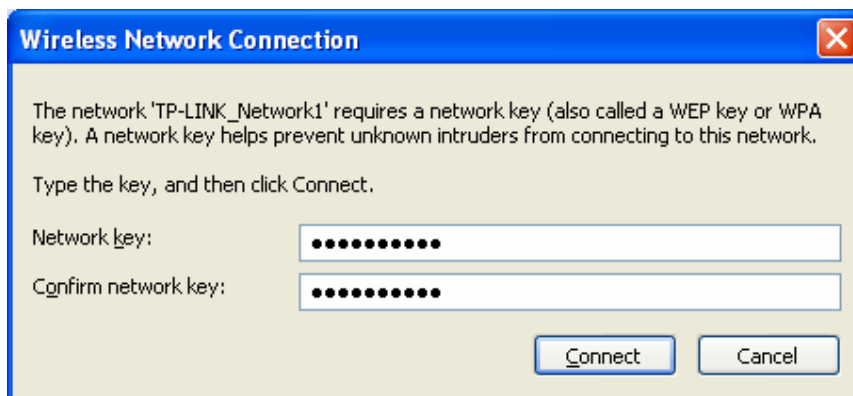 Wireless Network Connection
The network 'TP-LINK_Network1' requires a network key (also called a WEP key or WPA
key). A network key helps prevent unknown intruders from connecting to this network.
Type the key, and then click Connect.
Network key: ●●●●●●●●●●
Confirm network key: ●●●●●●●●●●
Connect Cancel